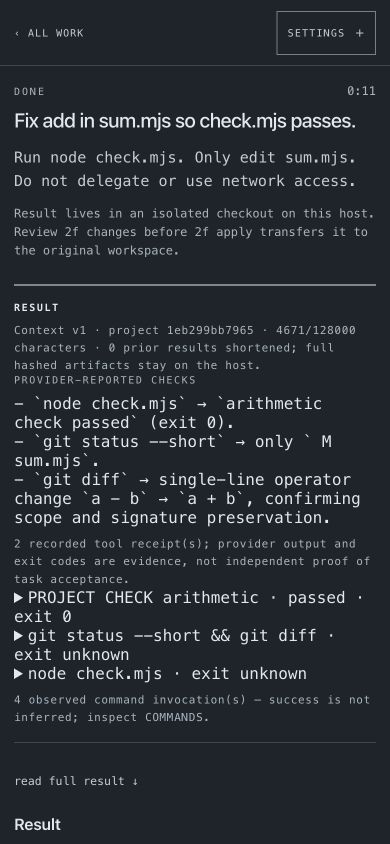 ‹ ALL WORK
SETTINGS +
DONE
0:11
Fix add in sum.mjs so check.mjs passes.
Run node check.mjs. Only edit sum.mjs.
Do not delegate or use network access.
Result lives in an isolated checkout on this host.
Review 2f changes before 2f apply transfers it to
the original workspace.
RESULT
Context v1 · project 1eb299bb7965 · 4671/128000
characters · 0 prior results shortened; full
hashed artifacts stay on the host.
PROVIDER-REPORTED CHECKS
- `node check.mjs` → `arithmetic
check passed` (exit 0).
- `git status --short` → only ` M
sum.mjs`.
- `git diff` → single-line operator
change `a - b` → `a + b`, confirming
scope and signature preservation.
2 recorded tool receipt(s); provider output and
exit codes are evidence, not independent proof of
task acceptance.
▶ PROJECT CHECK arithmetic · passed ·
exit 0
▶ git status --short && git diff ·
exit unknown
▶ node check.mjs · exit unknown
4 observed command invocation(s) — success is not
inferred; inspect COMMANDS.
read full result ↓
Result